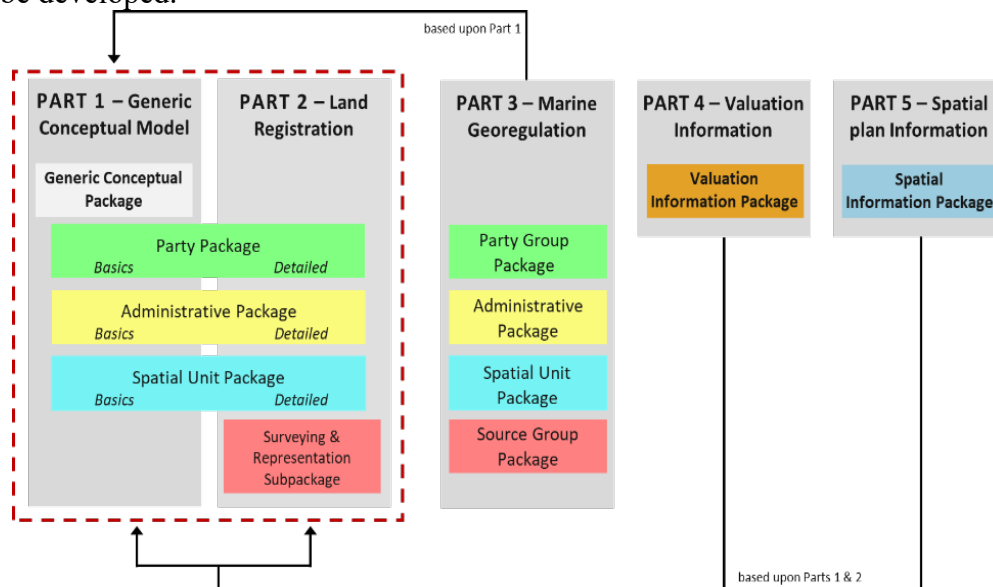 be developed.
based upon Part 1
PART 1 – Generic
Conceptual Model
Generic Conceptual
Package
PART 2 – Land
Registration
Party Package
Basics Detailed
Administrative Package
Basics Detailed
Spatial Unit Package
Basics Detailed
Surveying &
Representation
Subpackage
PART 3 – Marine
Georegulation
Party Group
Package
Administrative
Package
Spatial Unit
Package
Source Group
Package
PART 4 – Valuation
Information
Valuation
Information Package
PART 5 – Spatial
plan Information
Spatial
Information Package
based upon Parts 1 & 2